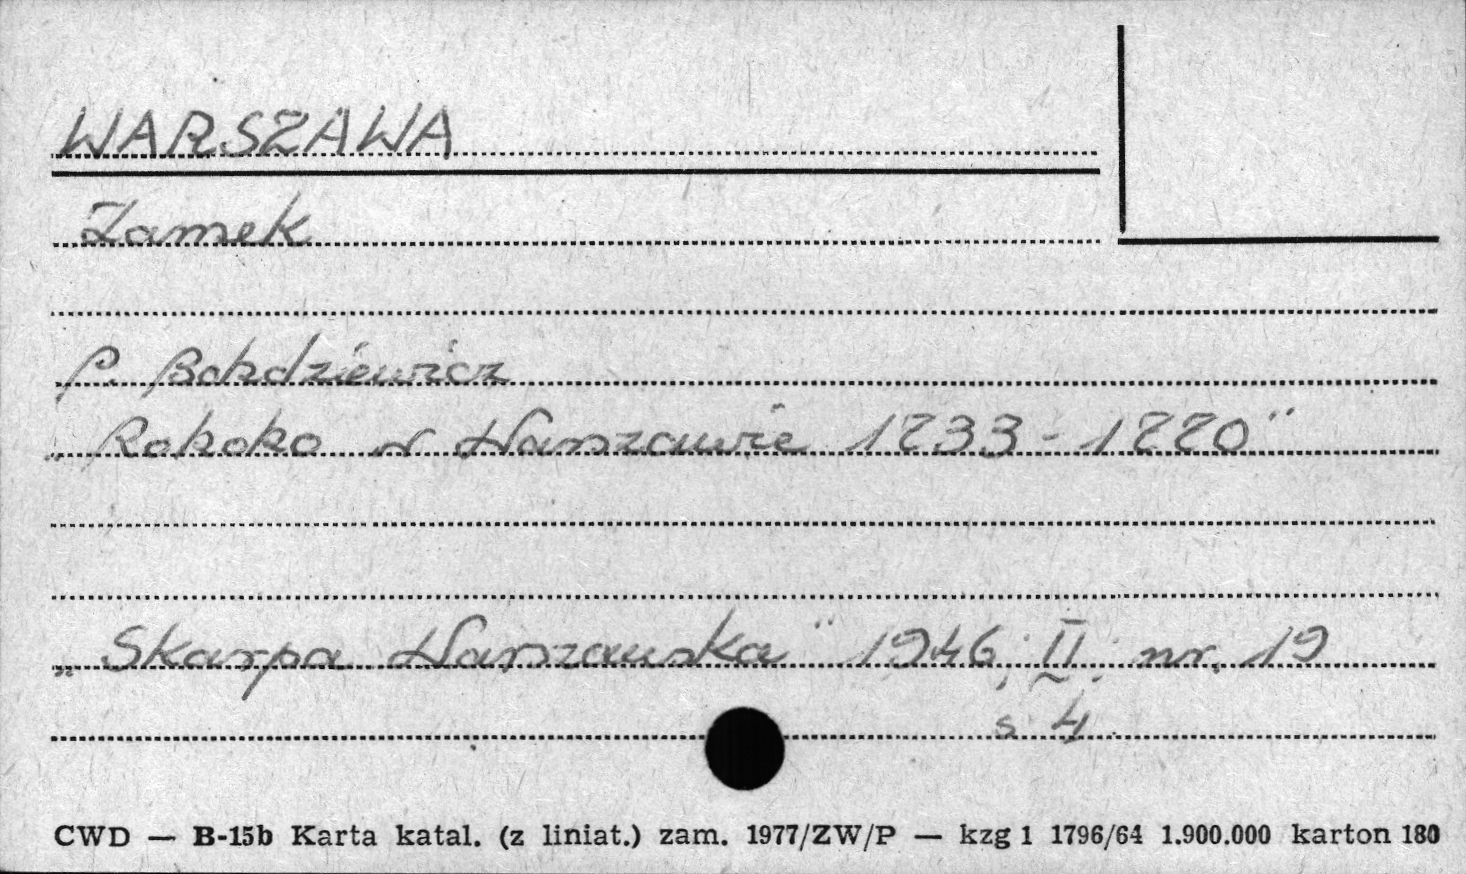 WARSZAWA
Zamek
P. Bohdziewicz
„Rokoko w Warszawie 1733 - 1770"
„Skarpa Warszawska" 1946, II. nr. 19
s 4.
CWD — B-15b Karta katal. (z liniat.) zam. 1977/ZW/P — kzg 1 1796/64 1.900.000 karton 180